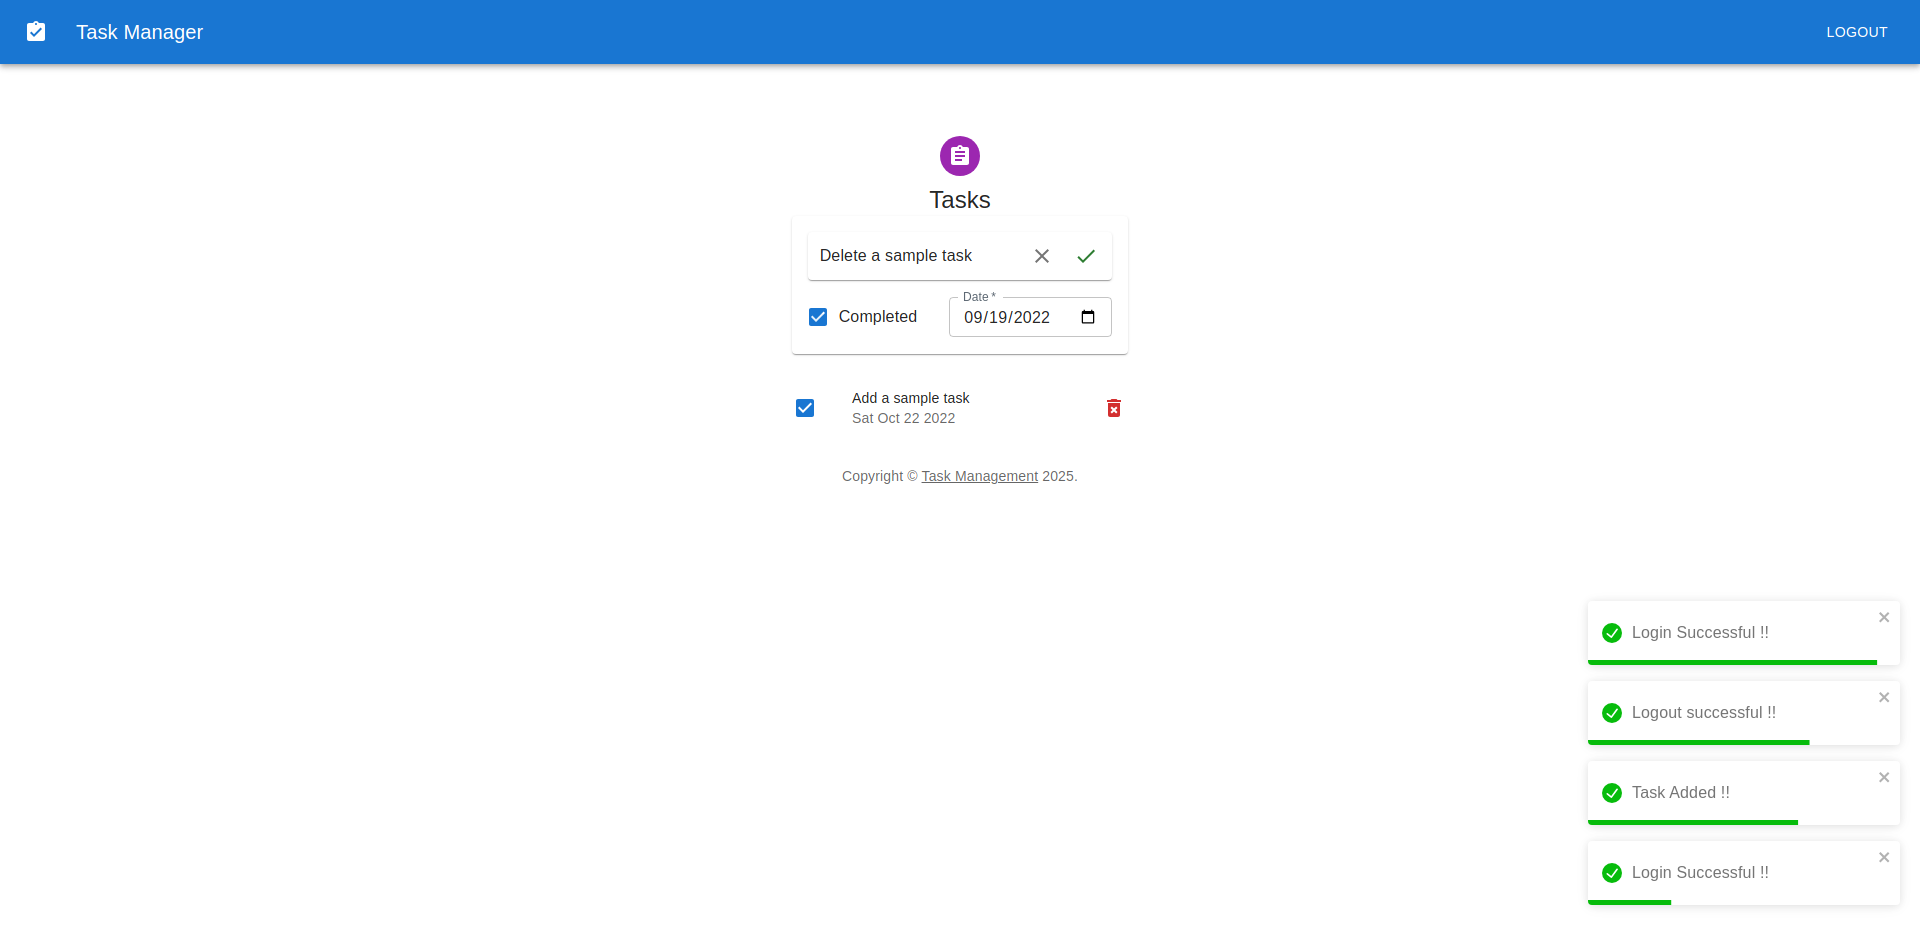 Task Manager
LOGOUT
Tasks
Delete a sample task
Completed
Date *
09/19/2022
Add a sample task
Sat Oct 22 2022
Copyright © Task Management 2025.
Login Successful !!
Logout successful !!
Task Added !!
Login Successful !!